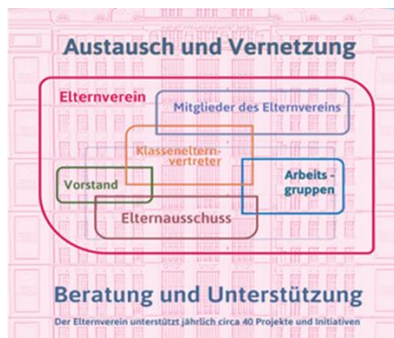 Austausch und Vernetzung
Elternverein
Mitglieder des Elternvereins
Klasseneltern-
vertreter
Vorstand
Arbeits -
gruppen
Elternausschuss
Beratung und Unterstützung
Der Elternverein unterstützt jährlich circa 40 Projekte und Initiativen